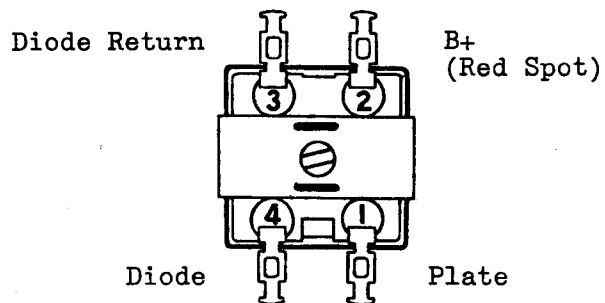 Diode Return
B+
(Red Spot)
3
2
4
1
Diode
Plate